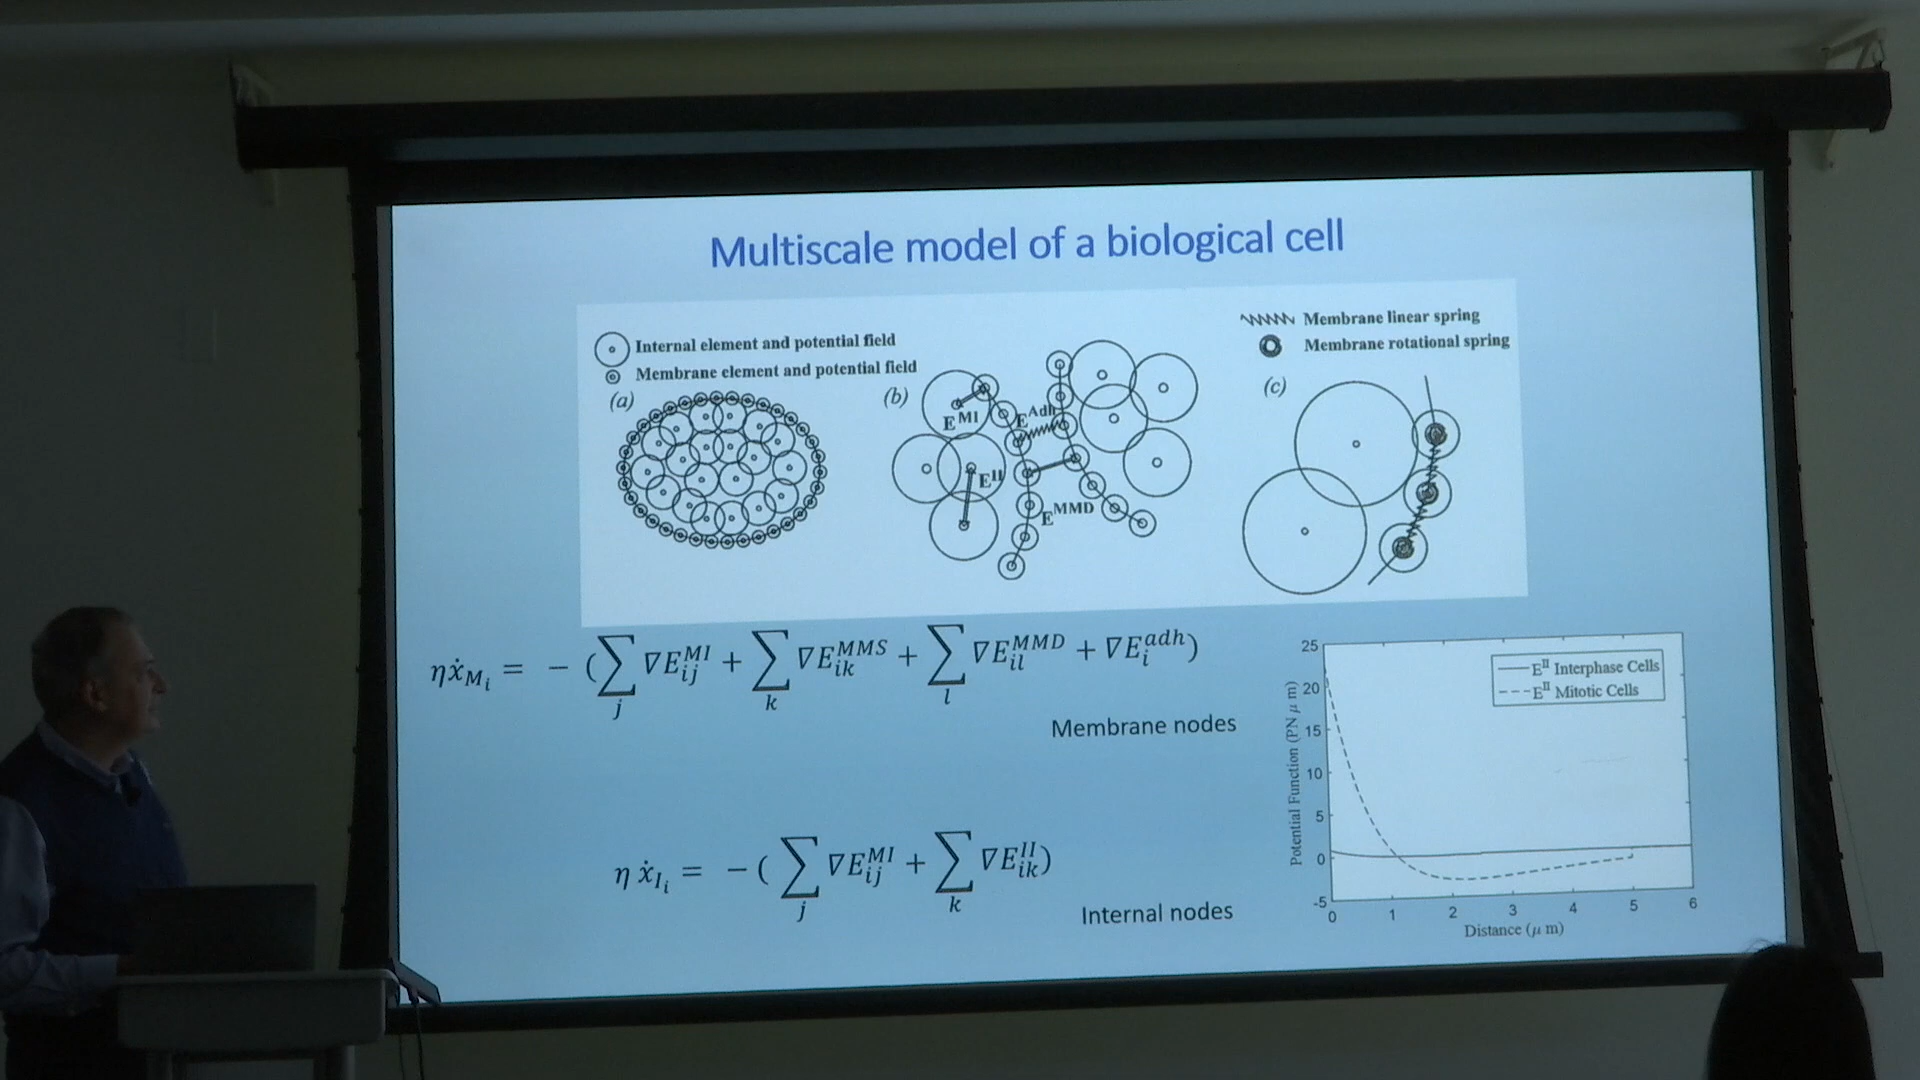 Multiscale model of a biological cell
Internal element and potential field
Membrane element and potential field
(a)
(b)
E^MI
E^Adh
E^II
E^MMD
Membrane linear spring
Membrane rotational spring
(c)
ηẋ_{M_i} = − (∑_j ∇E_{ij}^{MI} + ∑_k ∇E_{ik}^{MMS} + ∑_l ∇E_{il}^{MMD} + ∇E_i^{adh})
Membrane nodes
η ẋ_{I_i} = −( ∑_j ∇E_{ij}^{MI} + ∑_k ∇E_{ik}^{II})
Internal nodes
E^II Interphase Cells
E^II Mitotic Cells
Potential Function (PN μ m)
25
20
15
10
5
0
-5
0 1 2 3 4 5 6
Distance (μ m)